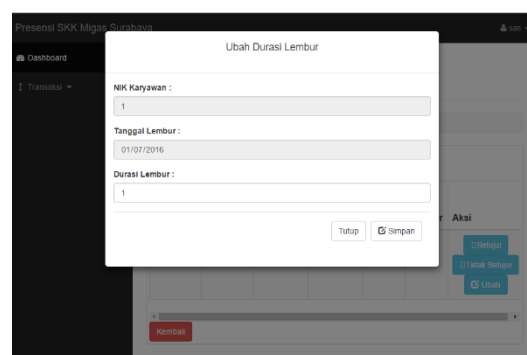 Presensi SKK Migas Surabaya
sas
Dashboard
Transaksi
Ubah Durasi Lembur
NIK Karyawan :
1
Tanggal Lembur :
01/07/2016
Durasi Lembur :
1
Tutup
Simpan
r Aksi
Setujui
Tidak Setujui
Ubah
Kembali